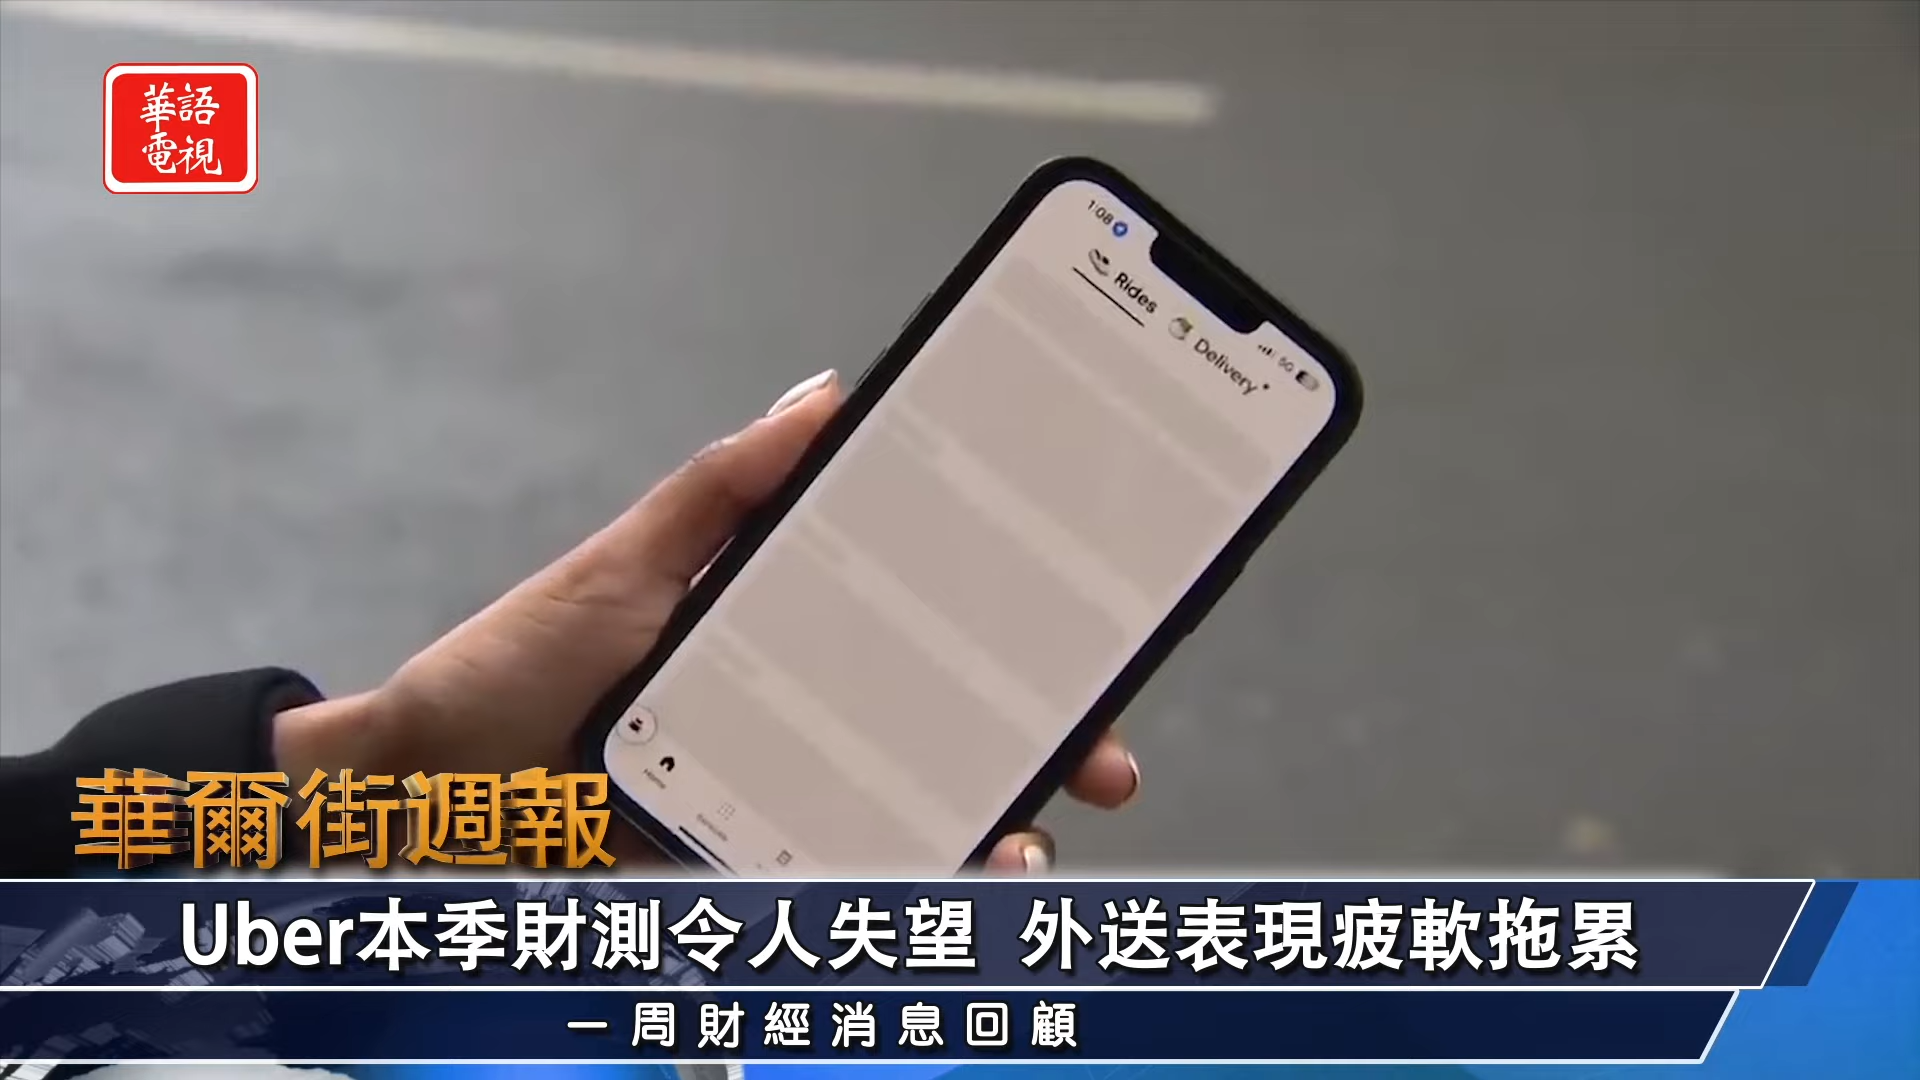 華語
電視
1:08
Rides
Delivery
5G
Home
華爾街週報
Uber本季財測令人失望 外送表現疲軟拖累
一周財經消息回顧